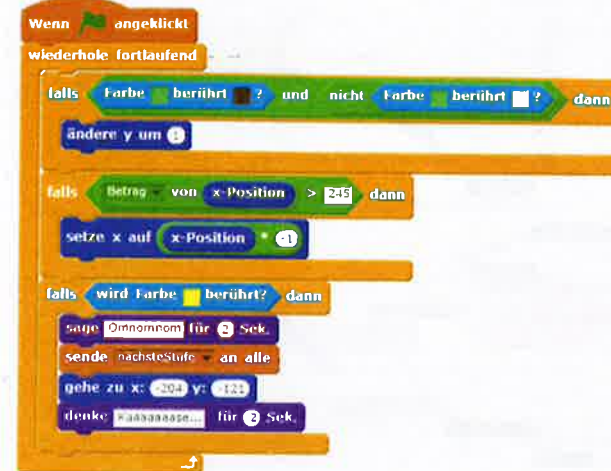 Wenn angeklickt
wiederhole fortlaufend
falls Farbe berührt ? und nicht Farbe berührt ? dann
ändere y um 1
falls Betrag von x-Position > 245 dann
setze x auf x-Position * -1
falls wird Farbe berührt? dann
sage Omnomnom für 2 Sek.
sende nächsteStufe an alle
gehe zu x: -204 y: -121
denke für 2 Sek.